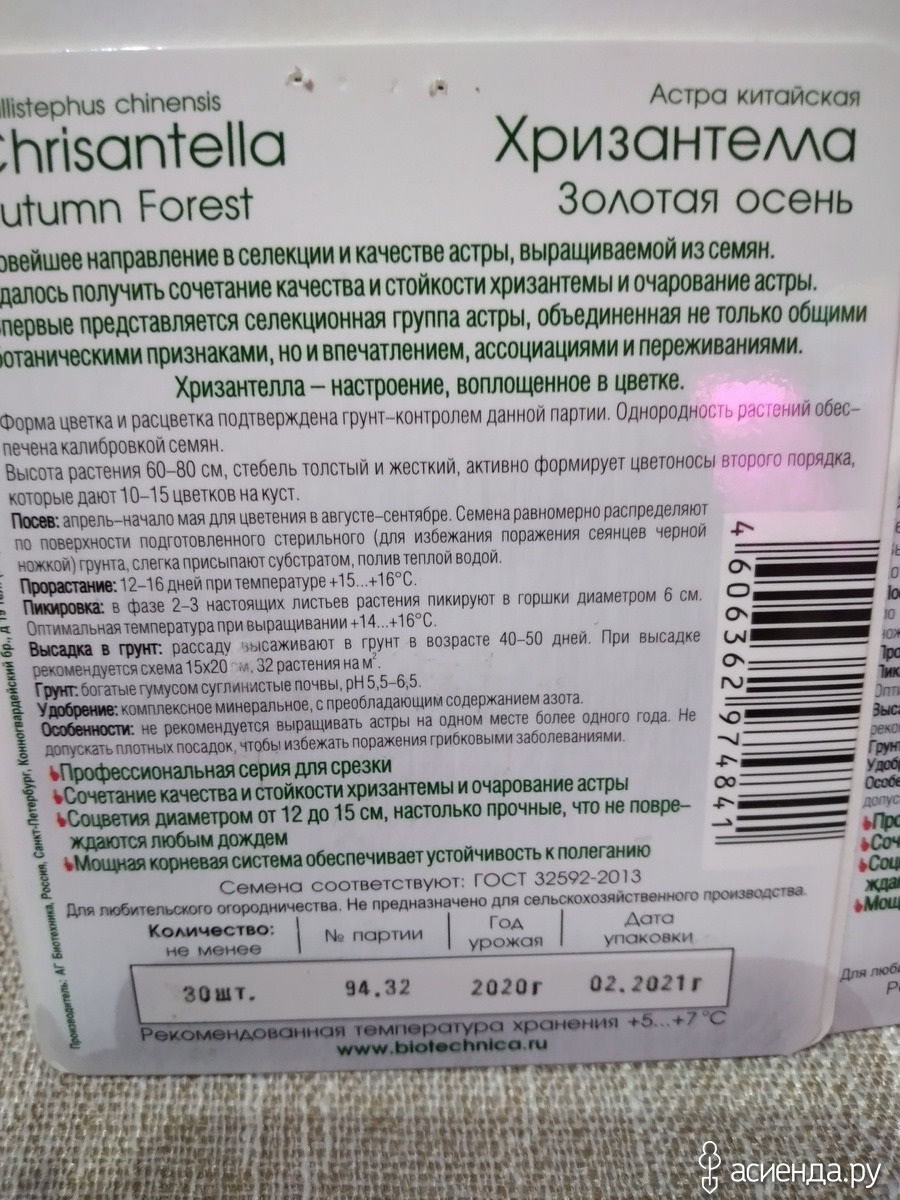 llistephus chinensis
Chrisantella
utumn Forest
Астра китайская
Хризантелла
Золотая осень
овейшее направление в селекции и качестве астры, выращиваемой из семян.
далось получить сочетание качества и стойкости хризантемы и очарование астры.
первые представляется селекционная группа астры, объединенная не только общими
ботаническими признаками, но и впечатлением, ассоциациями и переживаниями.
Хризантелла – настроение, воплощенное в цветке.
Форма цветка и расцветка подтверждена грунт-контролем данной партии. Однородность растений обес-
печена калибровкой семян.
Высота растения 60-80 см, стебель толстый и жесткий, активно формирует цветоносы второго порядка,
которые дают 10-15 цветков на куст.
Посев: апрель-начало мая для цветения в августе-сентябре. Семена равномерно распределяют
по поверхности подготовленного стерильного (для избежания поражения сеянцев черной
ножкой) грунта, слегка присыпают субстратом, полив теплой водой.
Прорастание: 12-16 дней при температуре +15...+16°С.
Пикировка: в фазе 2-3 настоящих листьев растения пикируют в горшки диаметром 6 см.
Оптимальная температура при выращивании +14...+16°С.
Высадка в грунт: рассаду высаживают в грунт в возрасте 40-50 дней. При высадке
рекомендуется схема 15х20 см, 32 растения на м².
Грунт: богатые гумусом суглинистые почвы, pH 5,5-6,5.
Удобрение: комплексное минеральное, с преобладающим содержанием азота.
Особенности: не рекомендуется выращивать астры на одном месте более одного года. Не
допускать плотных посадок, чтобы избежать поражения грибковыми заболеваниями.
Профессиональная серия для срезки
Сочетание качества и стойкости хризантемы и очарование астры
Соцветия диаметром от 12 до 15 см, настолько прочные, что не повре-
ждаются любым дождем
Мощная корневая система обеспечивает устойчивость к полеганию
Семена соответствуют: ГОСТ 32592-2013
Для любительского огородничества. Не предназначено для сельскохозяйственного производства.
Количество:
не менее
№ партии
Год
урожая
Дата
упаковки
30шт.
94.32
2020г
02.2021г
Рекомендованная температура хранения +5...+7°С
www.biotechnica.ru
4 606362 974841
Производитель: АГ Биотехника, Россия, Санкт-Петербург, Конногвардейский бр., д 19
асиенда.ру